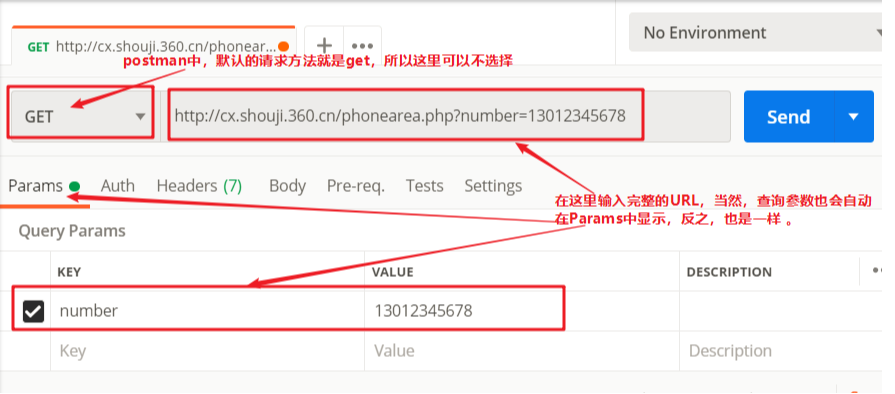 GET http://cx.shouji.360.cn/phonear...
No Environment
postman中，默认的请求方法就是get，所以这里可以不选择
GET
http://cx.shouji.360.cn/phonearea.php?number=13012345678
Send
Params Auth Headers (7) Body Pre-req. Tests Settings
在这里输入完整的URL，当然，查询参数也会自动
在Params中显示，反之，也是一样 。
Query Params
KEY VALUE DESCRIPTION
number 13012345678
Key Value Description